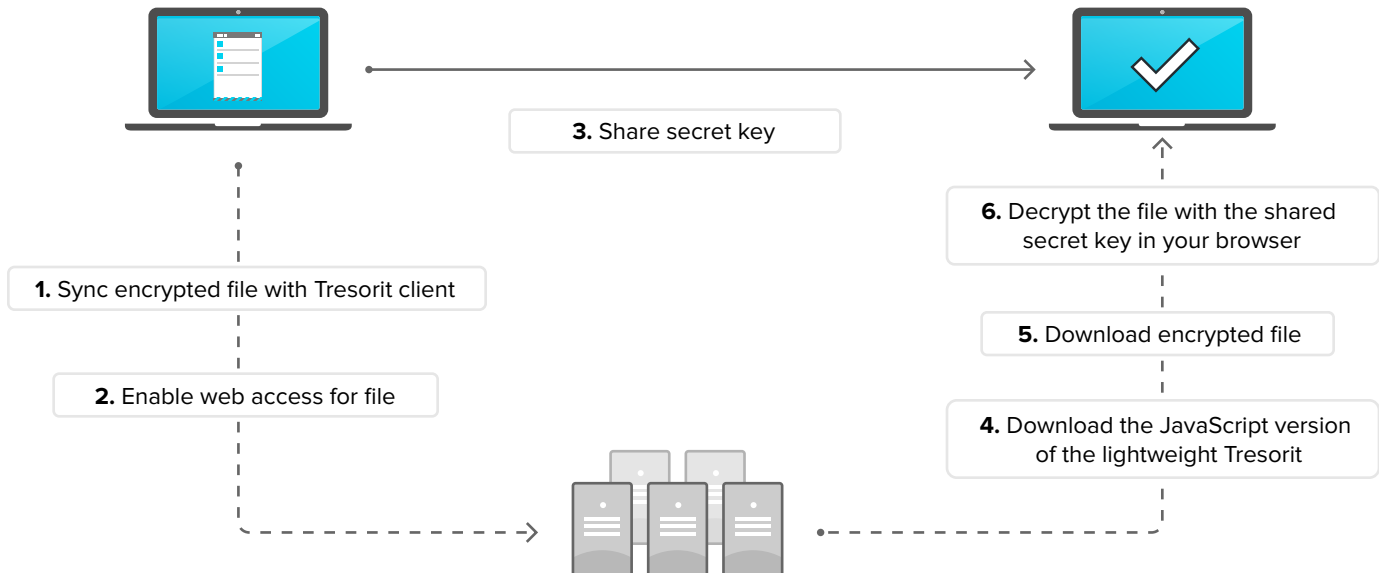 3. Share secret key
1. Sync encrypted file with Tresorit client
2. Enable web access for file
6. Decrypt the file with the shared
secret key in your browser
5. Download encrypted file
4. Download the JavaScript version
of the lightweight Tresorit